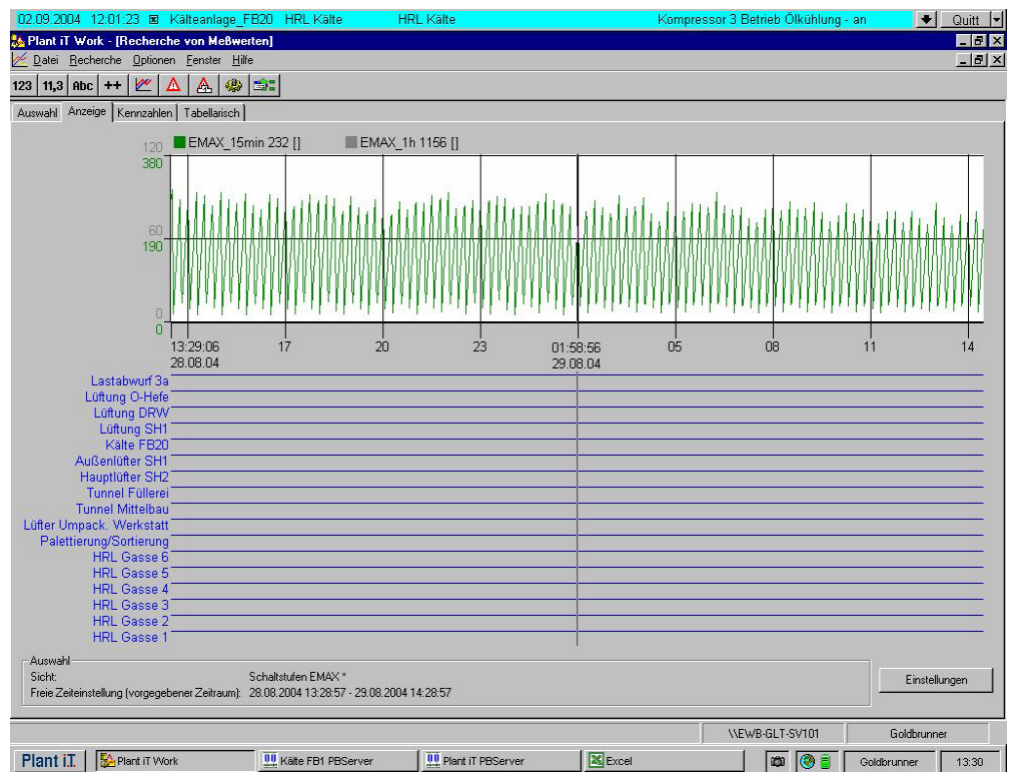 02.09.2004 12:01:23 Kälteanlage_FB20 HRL Kälte HRL Kälte Kompressor 3 Betrieb Ölkühlung - an Quitt
Plant iT Work - [Recherche von Meßwerten]
Datei Recherche Optionen Fenster Hilfe
123 11,3 Abc ++
Auswahl Anzeige Kennzahlen Tabellarisch
120 EMAX_15min 232 [] EMAX_1h 1156 []
380
60
190
0
0
13:29:06 17 20 23 01:58:56 05 08 11 14
28.08.04 29.08.04
Lastabwurf 3a
Lüftung O-Hefe
Lüftung DRW
Lüftung SH1
Kälte FB20
Außenlüfter SH1
Hauptlüfter SH2
Tunnel Füllerei
Tunnel Mittelbau
Lüfter Umpack. Werkstatt
Palettierung/Sortierung
HRL Gasse 6
HRL Gasse 5
HRL Gasse 4
HRL Gasse 3
HRL Gasse 2
HRL Gasse 1
Auswahl
Sicht: Schaltstufen EMAX *
Freie Zeiteinstellung (vorgegebener Zeitraum): 28.08.2004 13:28:57 - 29.08.2004 14:28:57
Einstellungen
\\EWB-GLT-SV101 Goldbrunner
Plant iT Plant iT Work Kälte FB1 PBServer Plant iT PBServer Excel Goldbrunner 13:30